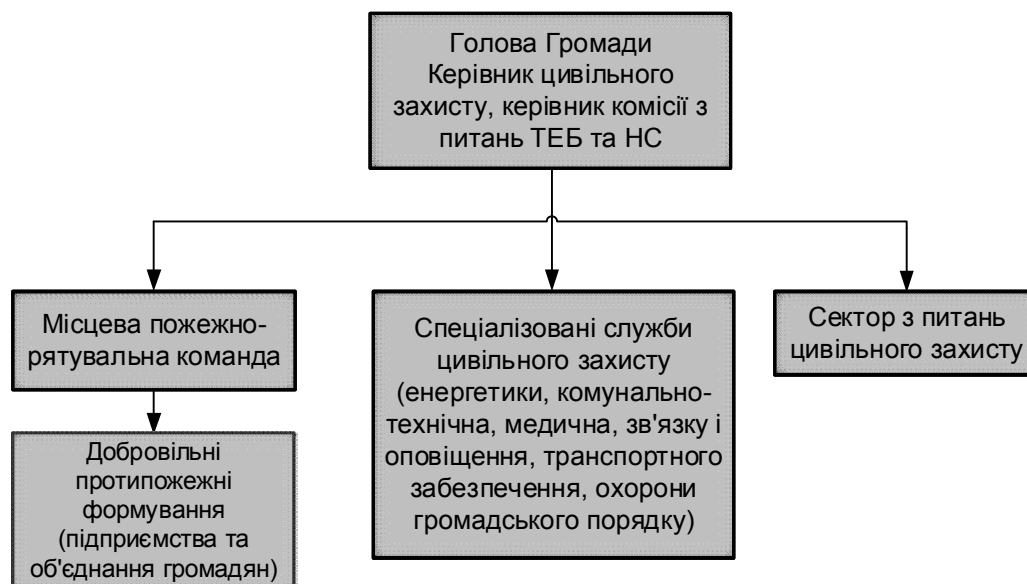 Голова Громади
Керівник цивільного
захисту, керівник комісії з
питань ТЕБ та НС
Місцева пожежно-
рятувальна команда
Спеціалізовані служби
цивільного захисту
(енергетики, комунально-
технічна, медична, зв'язку і
оповіщення, транспортного
забезпечення, охорони
громадського порядку)
Сектор з питань
цивільного захисту
Добровільні
протипожежні
формування
(підприємства та
об'єднання громадян)